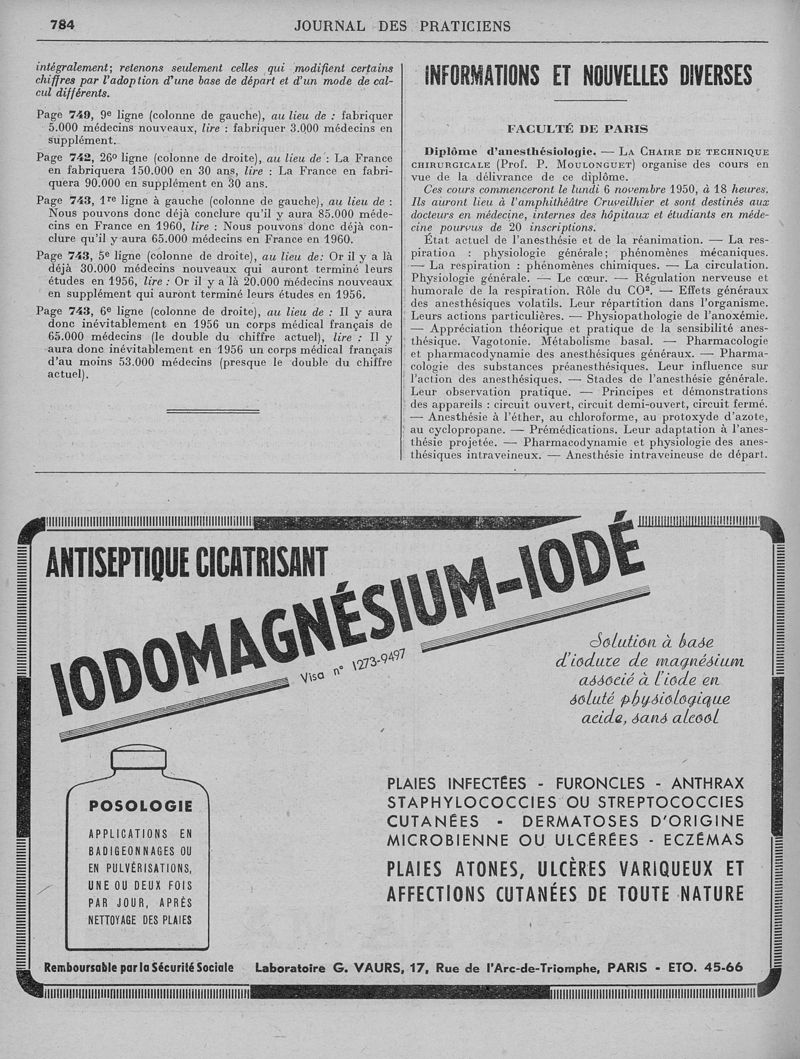 784
JOURNAL DES PRATICIENS
intégralement; retenons seulement celles qui modifient certains
chiffres par l'adoption d'une base de départ et d'un mode de cal-
cul différents.
Page 749, 9e ligne (colonne de gauche), au lieu de : fabriquer
5.000 médecins nouveaux, lire : fabriquer 3.000 médecins en
supplément.
Page 742, 26e ligne (colonne de droite), au lieu de : La France
en fabriquera 150.000 en 30 ans, lire : La France en fabri-
quera 90.000 en supplément en 30 ans.
Page 743, 1re ligne à gauche (colonne de gauche), au lieu de :
Nous pouvons donc déjà conclure qu'il y aura 85.000 méde-
cins en France en 1960, lire : Nous pouvons donc déjà con-
clure qu'il y aura 65.000 médecins en France en 1960.
Page 743, 5e ligne (colonne de droite), au lieu de: Or il y a là
déjà 30.000 médecins nouveaux qui auront terminé leurs
études en 1956, lire : Or il y a là 20.000 médecins nouveaux
en supplément qui auront terminé leurs études en 1956.
Page 743, 6e ligne (colonne de droite), au lieu de : Il y aura
donc inévitablement en 1956 un corps médical français de
65.000 médecins (le double du chiffre actuel), lire : Il y
aura donc inévitablement en 1956 un corps médical français
d'au moins 53.000 médecins (presque le double du chiffre
actuel).
INFORMATIONS ET NOUVELLES DIVERSES
FACULTÉ DE PARIS
Diplôme d'anesthésiologie. — LA CHAIRE DE TECHNIQUE
CHIRURGICALE (Prof. P. MOULONGUET) organise des cours en
vue de la délivrance de ce diplôme.
Ces cours commenceront le lundi 6 novembre 1950, à 18 heures.
Ils auront lieu à l'amphithéâtre Cruveilhier et sont destinés aux
docteurs en médecine, internes des hôpitaux et étudiants en méde-
cine pourvus de 20 inscriptions.
État actuel de l'anesthésie et de la réanimation. — La res-
piration : physiologie générale; phénomènes mécaniques.
— La respiration : phénomènes chimiques. — La circulation.
Physiologie générale. — Le cœur. — Régulation nerveuse et
humorale de la respiration. Rôle du CO². — Effets généraux
des anesthésiques volatils. Leur répartition dans l'organisme.
Leurs actions particulières. — Physiopathologie de l'anoxémie.
— Appréciation théorique et pratique de la sensibilité anes-
thésique. Vagotonie. Métabolisme basal. — Pharmacologie
et pharmacodynamie des anesthésiques généraux. — Pharma-
cologie des substances préanesthésiques. Leur influence sur
l'action des anesthésiques. — Stades de l'anesthésie générale.
Leur observation pratique. — Principes et démonstrations
des appareils : circuit ouvert, circuit demi-ouvert, circuit fermé.
— Anesthésie à l'éther, au chloroforme, au protoxyde d'azote,
au cyclopropane. — Prémédications. Leur adaptation à l'anes-
thésie projetée. — Pharmacodynamie et physiologie des anes-
thésiques intraveineux. — Anesthésie intraveineuse de départ.
ANTISEPTIQUE CICATRISANT
IODOMAGNÉSIUM-IODÉ
Visa n° 1273-9497
Solution à base
d'iodure de magnésium
associé à l'iode en
soluté physiologique
acide, sans alcool
POSOLOGIE
APPLICATIONS EN
BADIGEONNAGES OU
EN PULVÉRISATIONS,
UNE OU DEUX FOIS
PAR JOUR, APRÈS
NETTOYAGE DES PLAIES
PLAIES INFECTÉES - FURONCLES - ANTHRAX
STAPHYLOCOCCIES OU STREPTOCOCCIES
CUTANÉES - DERMATOSES D'ORIGINE
MICROBIENNE OU ULCÉRÉES - ECZÉMAS
PLAIES ATONES, ULCÈRES VARIQUEUX ET
AFFECTIONS CUTANÉES DE TOUTE NATURE
Remboursable par la Sécurité Sociale Laboratoire G. VAURS, 17, Rue de l'Arc-de-Triomphe, PARIS - ETO. 45-66